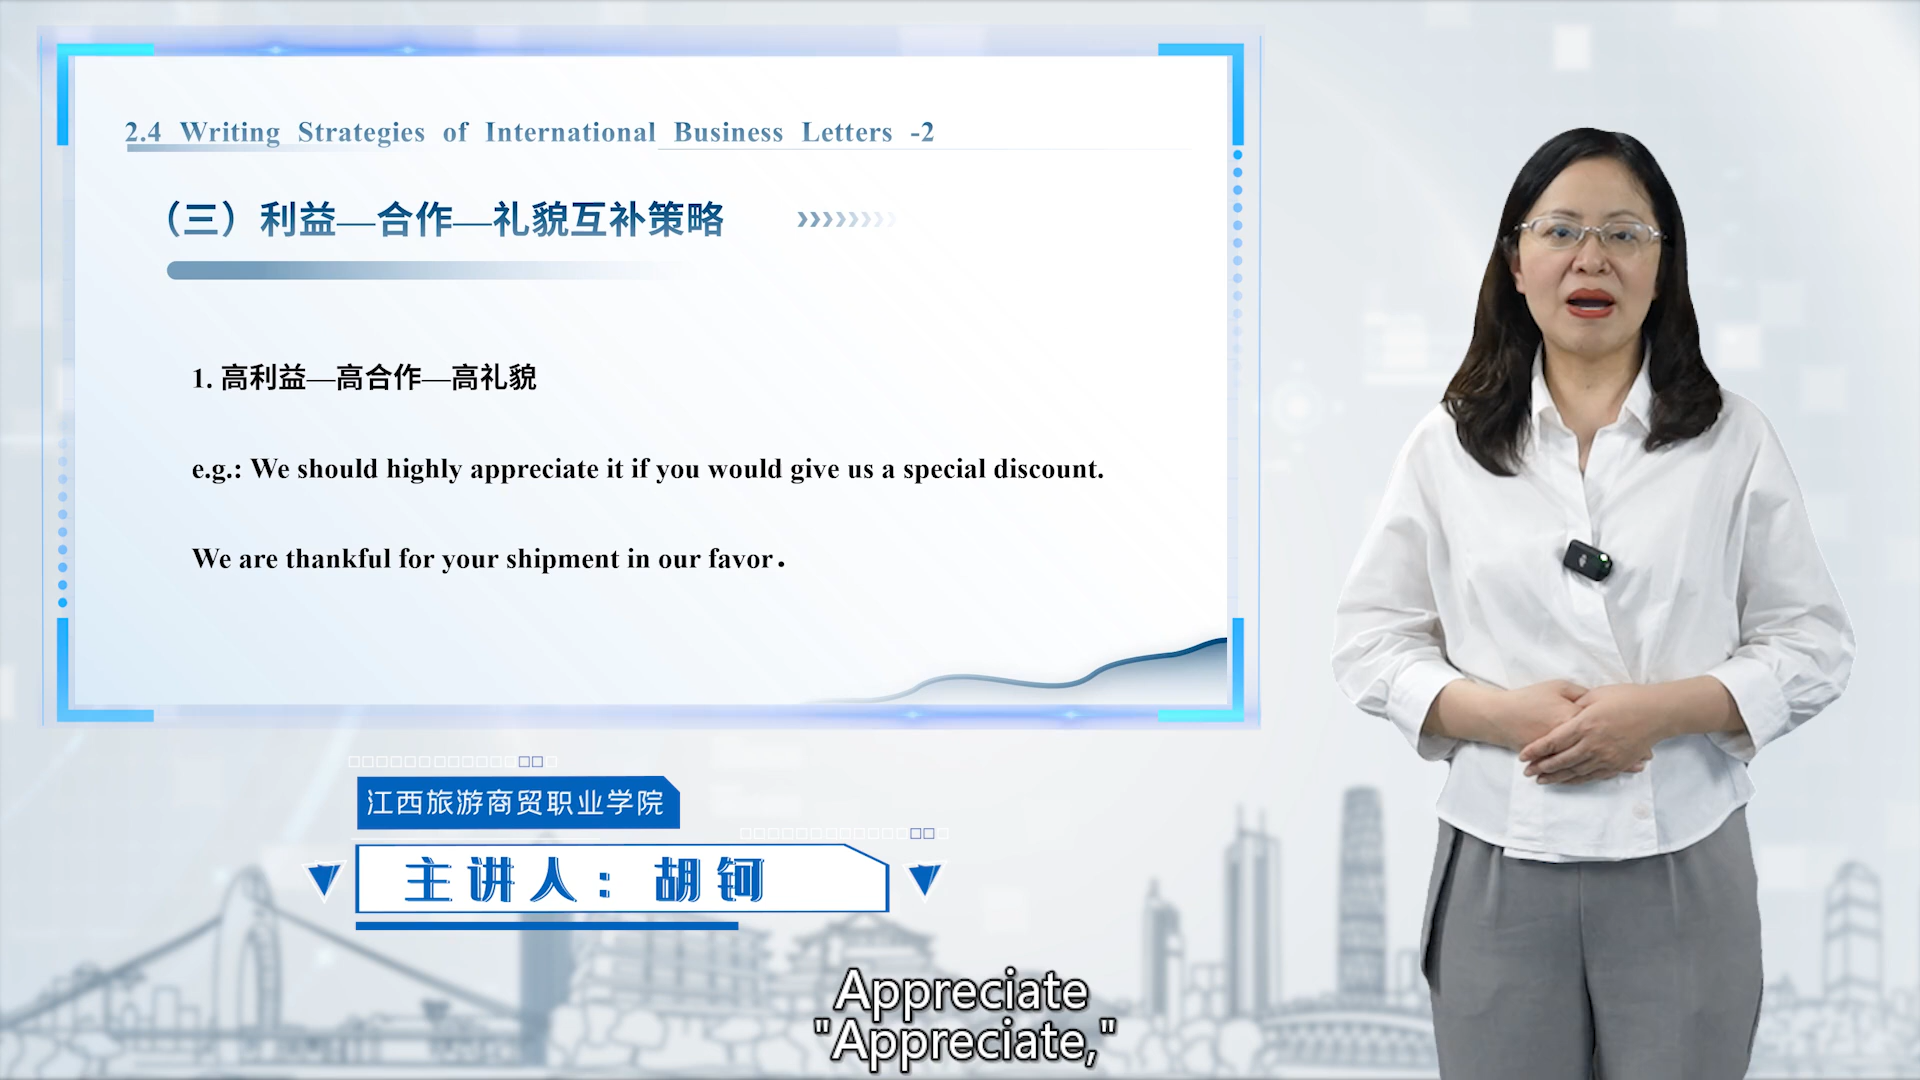 2.4 Writing Strategies of International Business Letters -2
（三）利益—合作—礼貌互补策略
1. 高利益—高合作—高礼貌
e.g.: We should highly appreciate it if you would give us a special discount.
We are thankful for your shipment in our favor.
江西旅游商贸职业学院
主讲人：胡钶
Appreciate
"Appreciate,"